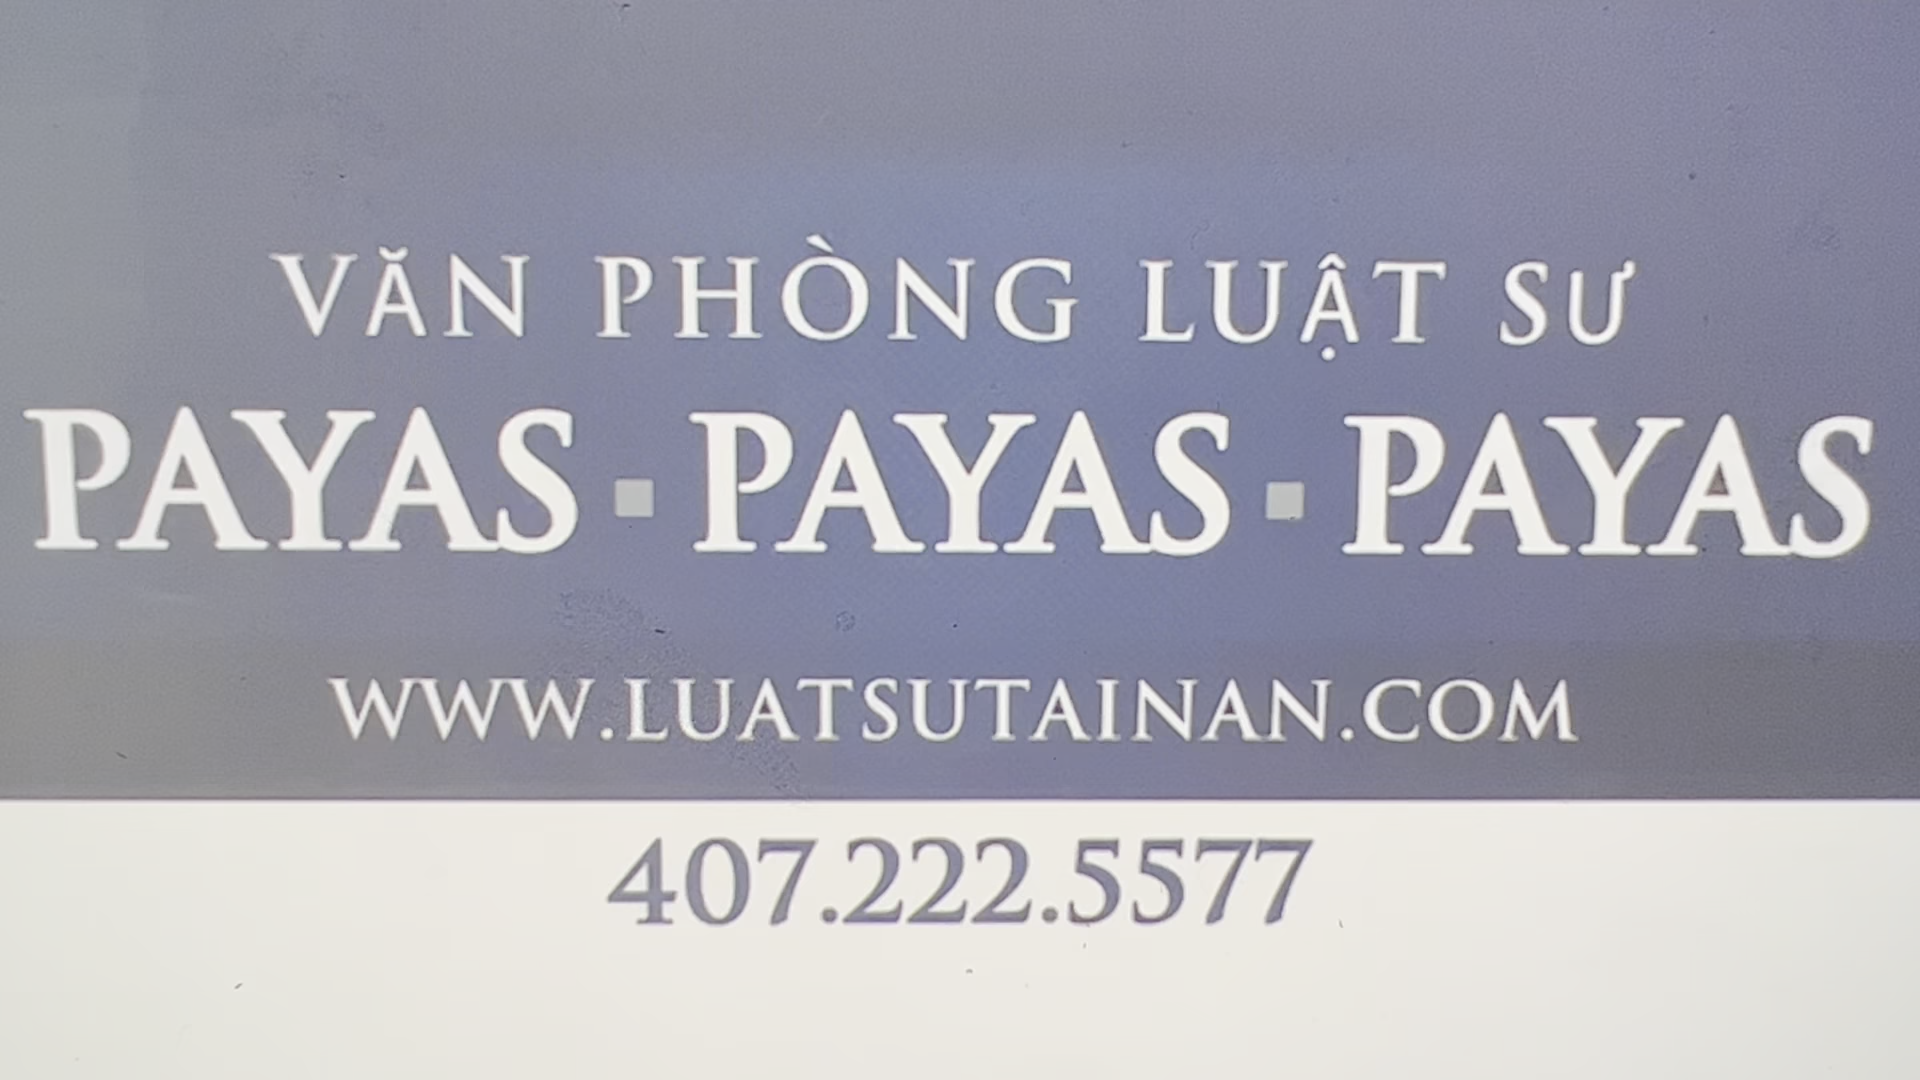 VĂN PHÒNG LUẬT SƯ
PAYAS ▪ PAYAS ▪ PAYAS
WWW.LUATSUTAINAN.COM
407.222.5577